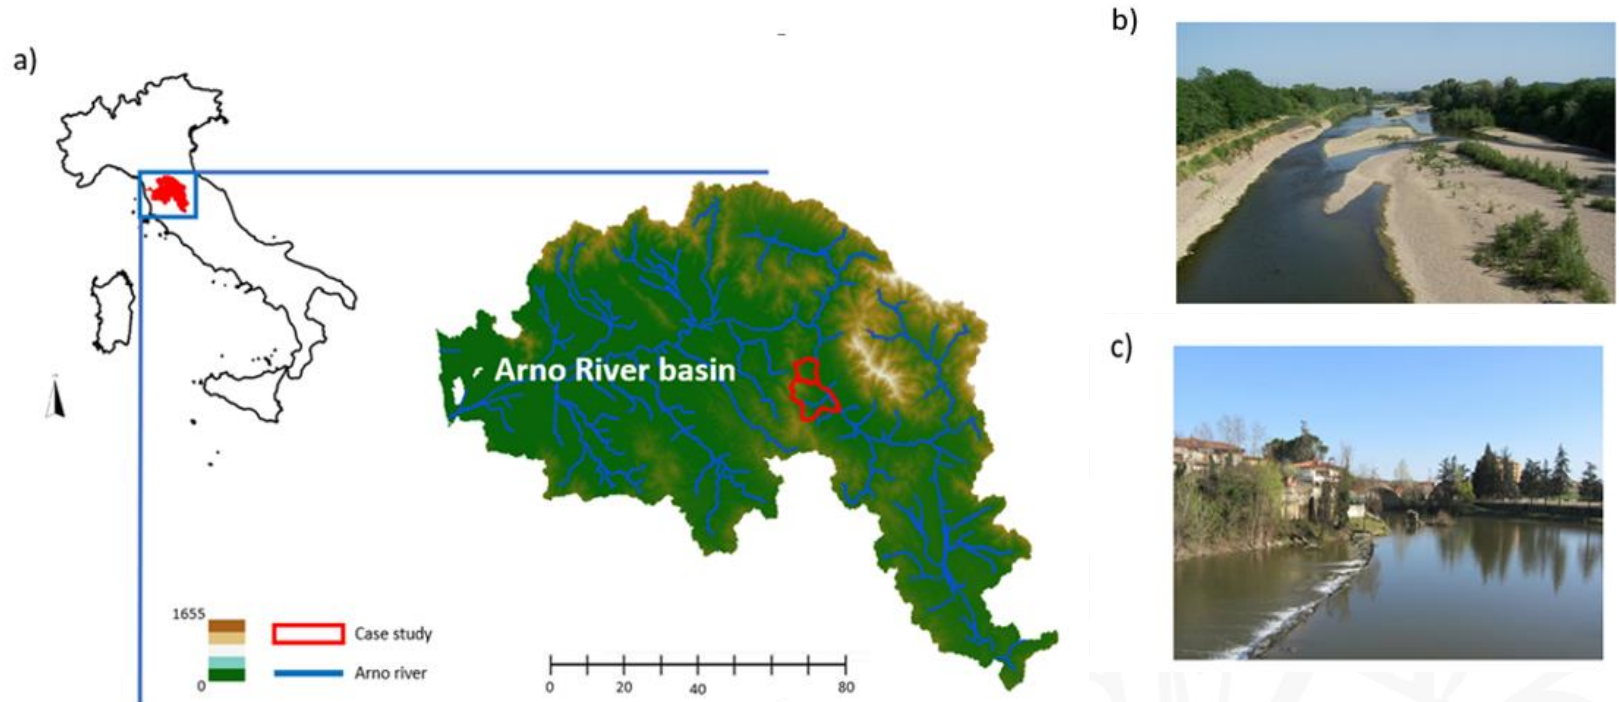 a)
Arno River basin
1655
0
Case study
Arno river
0 20 40 80
b)
c)